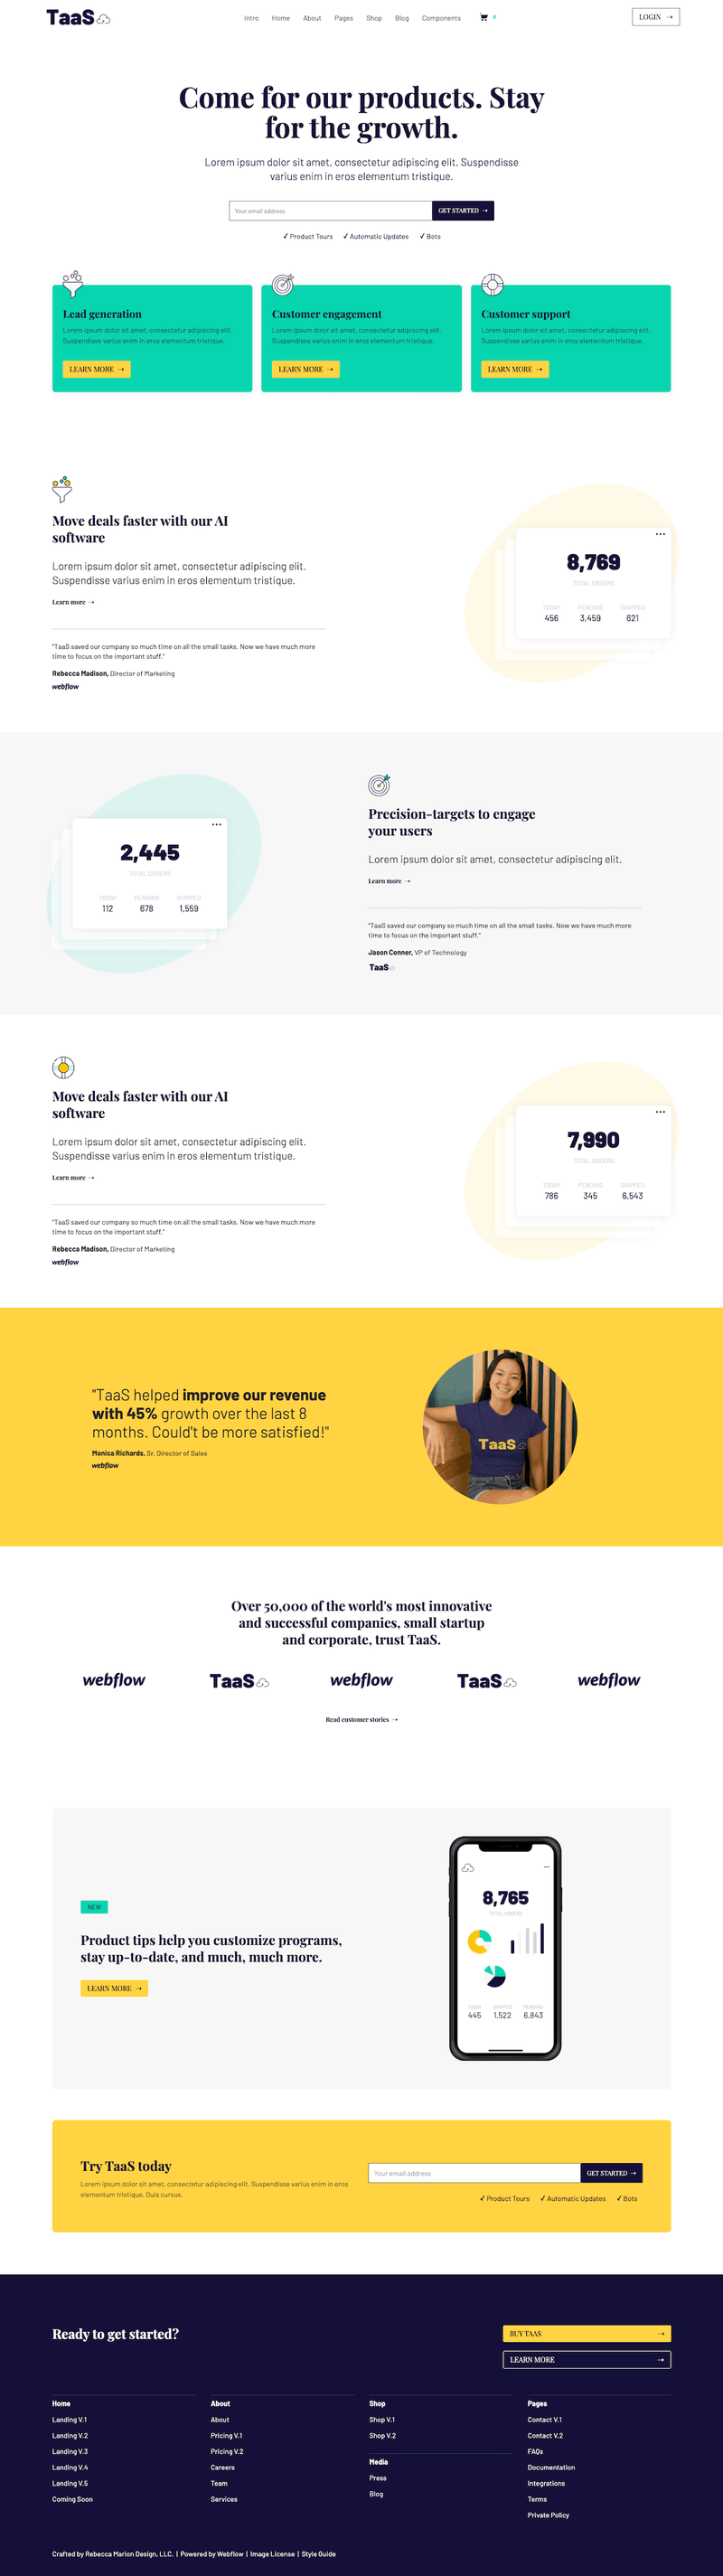 TaaS
Intro Home About Pages Shop Blog Components
LOGIN
Come for our products. Stay
for the growth.
Lorem ipsum dolor sit amet, consectetur adipiscing elit. Suspendisse
varius enim in eros elementum tristique.
Your email address
GET STARTED
✓ Product Tours ✓ Automatic Updates ✓ Bots
Lead generation
Lorem ipsum dolor sit amet, consectetur adipiscing elit.
Suspendisse varius enim in eros elementum tristique.
LEARN MORE
Customer engagement
Lorem ipsum dolor sit amet, consectetur adipiscing elit.
Suspendisse varius enim in eros elementum tristique.
LEARN MORE
Customer support
Lorem ipsum dolor sit amet, consectetur adipiscing elit.
Suspendisse varius enim in eros elementum tristique.
LEARN MORE
Move deals faster with our AI
software
Lorem ipsum dolor sit amet, consectetur adipiscing elit.
Suspendisse varius enim in eros elementum tristique.
Learn more
"TaaS saved our company so much time on all the small tasks. Now we have much more
time to focus on the important stuff."
Rebecca Madison, Director of Marketing
webflow
8,769
TOTAL ORDERS
TODAY PENDING SHIPPED
456 3,459 621
2,445
TOTAL ORDERS
TODAY PENDING SHIPPED
112 678 1,559
Precision-targets to engage
your users
Lorem ipsum dolor sit amet, consectetur adipiscing elit.
Learn more
"TaaS saved our company so much time on all the small tasks. Now we have much more
time to focus on the important stuff."
Jason Conner, VP of Technology
TaaS
Move deals faster with our AI
software
Lorem ipsum dolor sit amet, consectetur adipiscing elit.
Suspendisse varius enim in eros elementum tristique.
Learn more
"TaaS saved our company so much time on all the small tasks. Now we have much more
time to focus on the important stuff."
Rebecca Madison, Director of Marketing
webflow
7,990
TOTAL ORDERS
TODAY PENDING SHIPPED
786 345 6,543
"TaaS helped improve our revenue
with 45% growth over the last 8
months. Could't be more satisfied!"
Monica Richards, Sr. Director of Sales
webflow
TaaS
Over 50,000 of the world's most innovative
and successful companies, small startup
and corporate, trust TaaS.
webflow TaaS webflow TaaS webflow
Read customer stories
NEW
Product tips help you customize programs,
stay up-to-date, and much, much more.
LEARN MORE
8,765
TOTAL ORDERS
TODAY SHIPPED PENDING
445 1,522 6,843
Try TaaS today
Lorem ipsum dolor sit amet, consectetur adipiscing elit. Suspendisse varius enim in eros
elementum tristique. Duis cursus.
Your email address
GET STARTED
✓ Product Tours ✓ Automatic Updates ✓ Bots
Ready to get started?
BUY TAAS
LEARN MORE
Home
Landing V.1
Landing V.2
Landing V.3
Landing V.4
Landing V.5
Coming Soon
About
About
Pricing V.1
Pricing V.2
Careers
Team
Services
Shop
Shop V.1
Shop V.2
Media
Press
Blog
Pages
Contact V.1
Contact V.2
FAQs
Documentation
Integrations
Terms
Private Policy
Crafted by Rebecca Marion Design, LLC. | Powered by Webflow | Image License | Style Guide